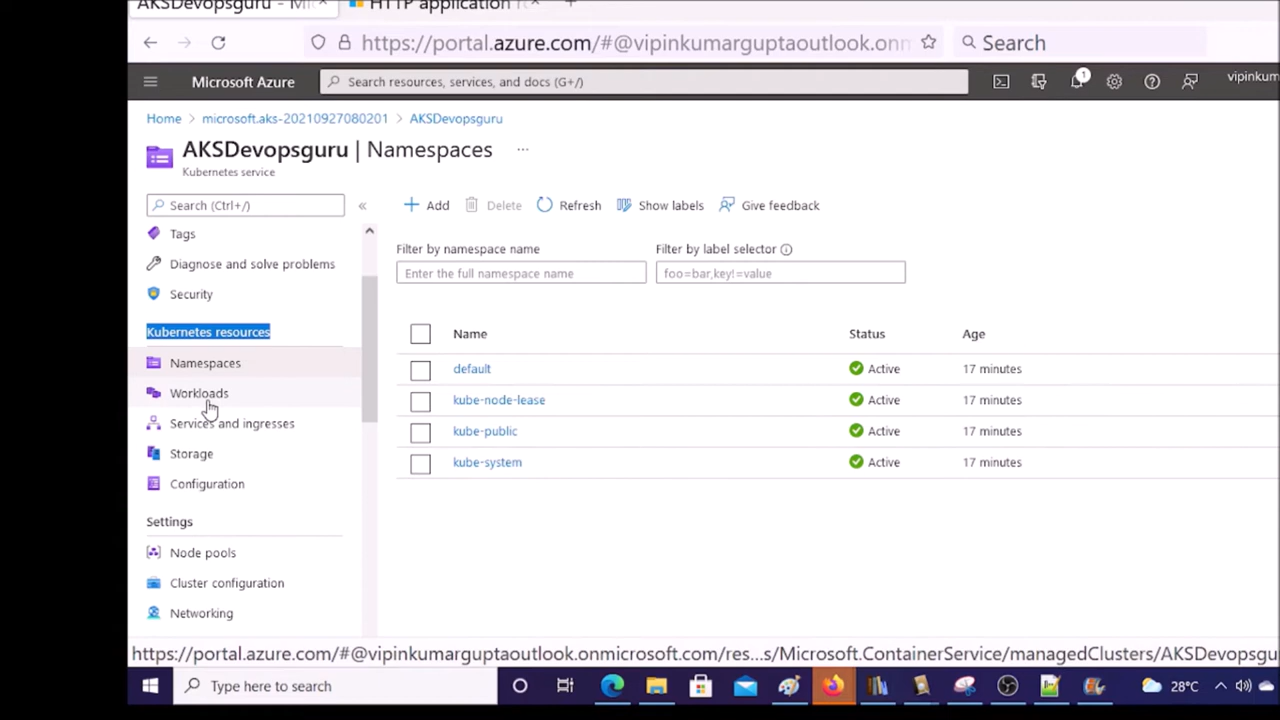 AKSDevopsguru - Mi
HTTP application r
https://portal.azure.com/#@vipinkumarguptaoutlook.onm
Search
Microsoft Azure
Search resources, services, and docs (G+/)
1
vipinkum
Home > microsoft.aks-20210927080201 > AKSDevopsguru
AKSDevopsguru | Namespaces ...
Kubernetes service
Search (Ctrl+/)
«
Add
Delete
Refresh
Show labels
Give feedback
Tags
Diagnose and solve problems
Security
Kubernetes resources
Namespaces
Workloads
Services and ingresses
Storage
Configuration
Settings
Node pools
Cluster configuration
Networking
Filter by namespace name
Filter by label selector
Enter the full namespace name
foo=bar,key!=value
Name Status Age
default Active 17 minutes
kube-node-lease Active 17 minutes
kube-public Active 17 minutes
kube-system Active 17 minutes
https://portal.azure.com/#@vipinkumarguptaoutlook.onmicrosoft.com/res...s/Microsoft.ContainerService/managedClusters/AKSDevopsgu
Type here to search
28°C